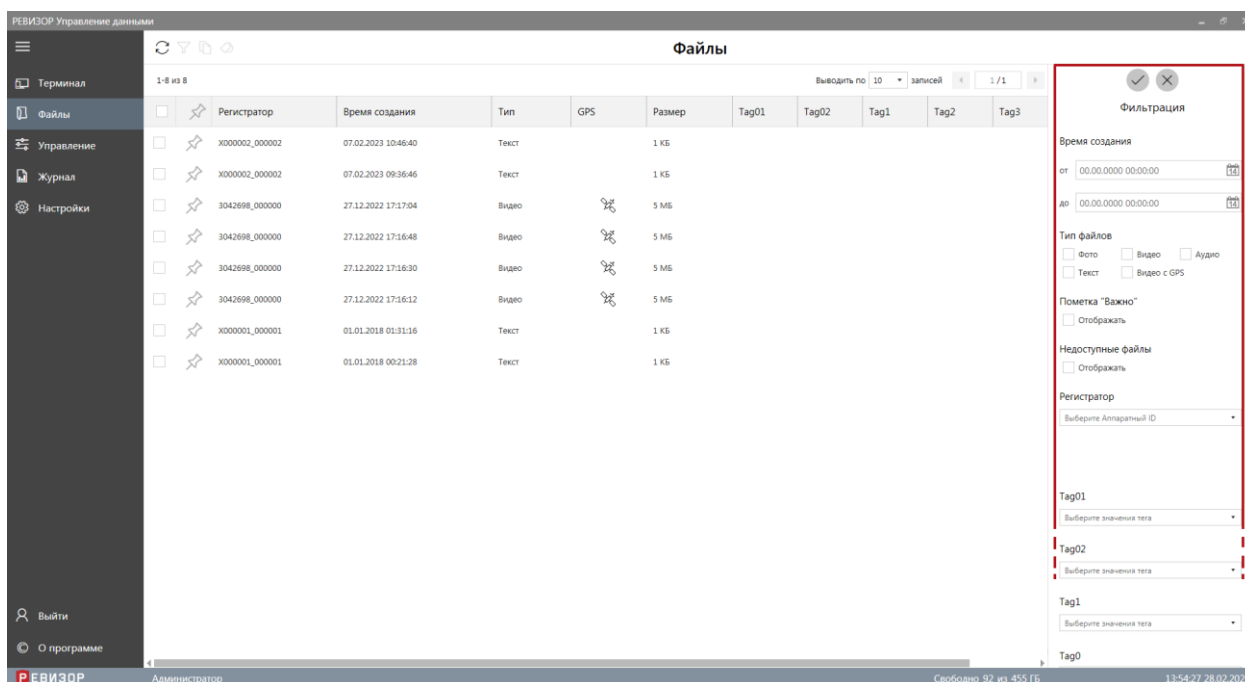 РЕВИЗОР Управление данными
Файлы
Терминал
Файлы
Управление
Журнал
Настройки
Выйти
О программе
1-8 из 8
Выводить по 10 записей 1/1
Регистратор Время создания Тип GPS Размер Tag01 Tag02 Tag1 Tag2 Tag3
X000002_000002 07.02.2023 10:46:40 Текст 1 КБ
X000002_000002 07.02.2023 09:36:46 Текст 1 КБ
3042698_000000 27.12.2022 17:17:04 Видео 5 МБ
3042698_000000 27.12.2022 17:16:48 Видео 5 МБ
3042698_000000 27.12.2022 17:16:30 Видео 5 МБ
3042698_000000 27.12.2022 17:16:12 Видео 5 МБ
X000001_000001 01.01.2018 01:31:16 Текст 1 КБ
X000001_000001 01.01.2018 00:21:28 Текст 1 КБ
Фильтрация
Время создания
от 00.00.0000 00:00:00 14
до 00.00.0000 00:00:00 14
Тип файлов
Фото Видео Аудио
Текст Видео с GPS
Пометка "Важно"
Отображать
Недоступные файлы
Отображать
Регистратор
Выберите Аппаратный ID
Tag01
Выберите значения тега
Tag02
Выберите значения тега
Tag1
Выберите значения тега
Tag0
РЕВИЗОР Администратор Свободно 92 из 455 ГБ 13:54:27 28.02.202